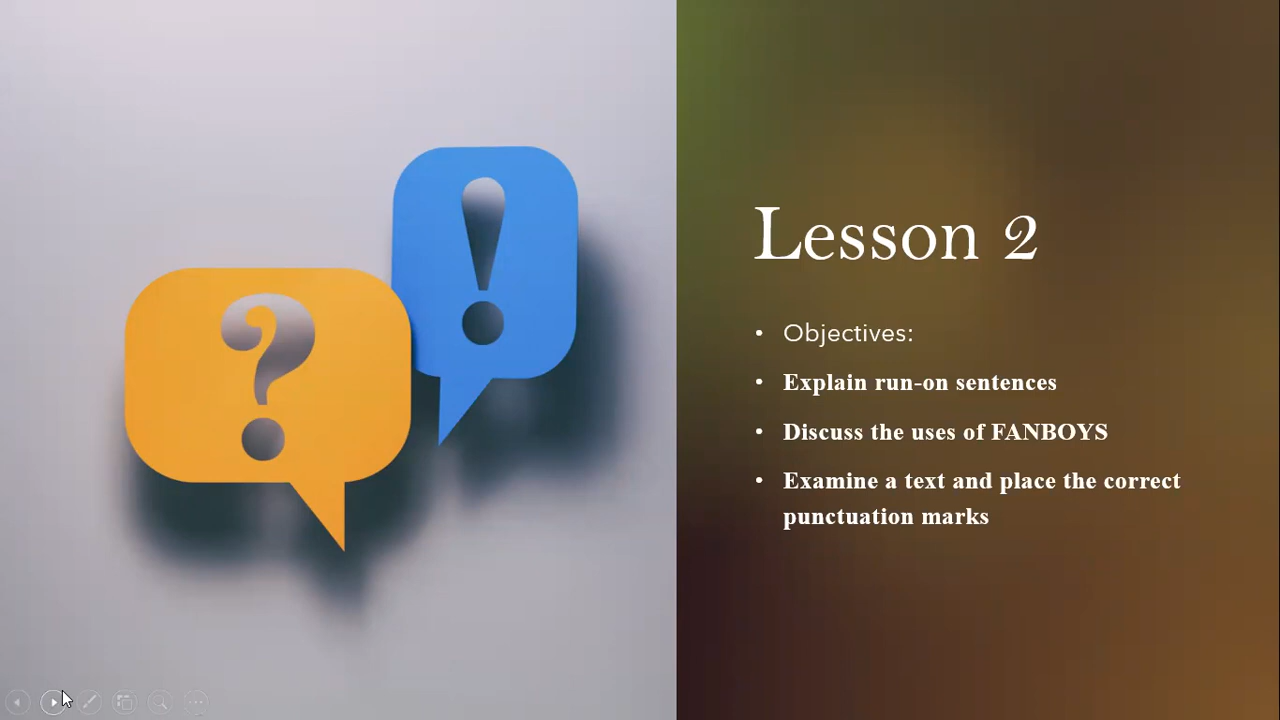 ?
!
Lesson 2
• Objectives:
• Explain run-on sentences
• Discuss the uses of FANBOYS
• Examine a text and place the correct
punctuation marks